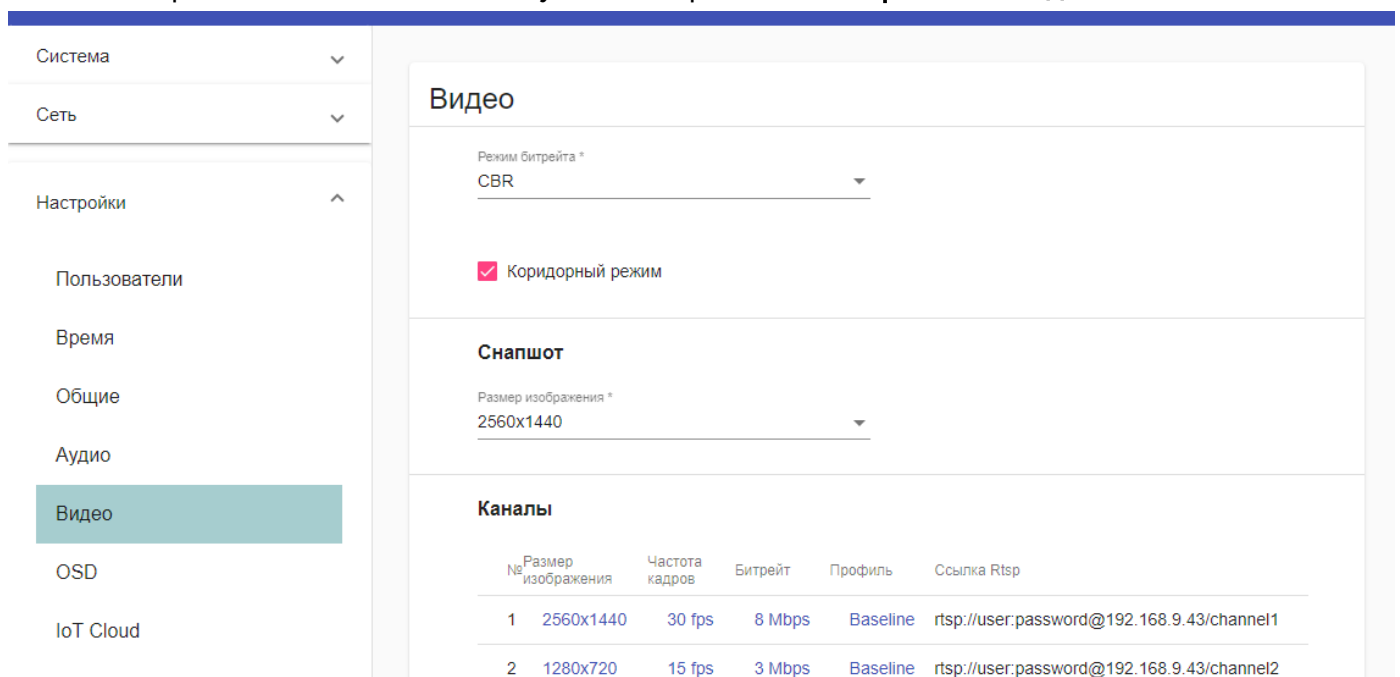 Система
Сеть
Настройки
Пользователи
Время
Общие
Аудио
Видео
OSD
IoT Cloud
Видео
Режим битрейта *
CBR
Коридорный режим
Снапшот
Размер изображения *
2560x1440
Каналы
№ Размер изображения Частота кадров Битрейт Профиль Ссылка Rtsp
1 2560x1440 30 fps 8 Mbps Baseline rtsp://user:password@192.168.9.43/channel1
2 1280x720 15 fps 3 Mbps Baseline rtsp://user:password@192.168.9.43/channel2